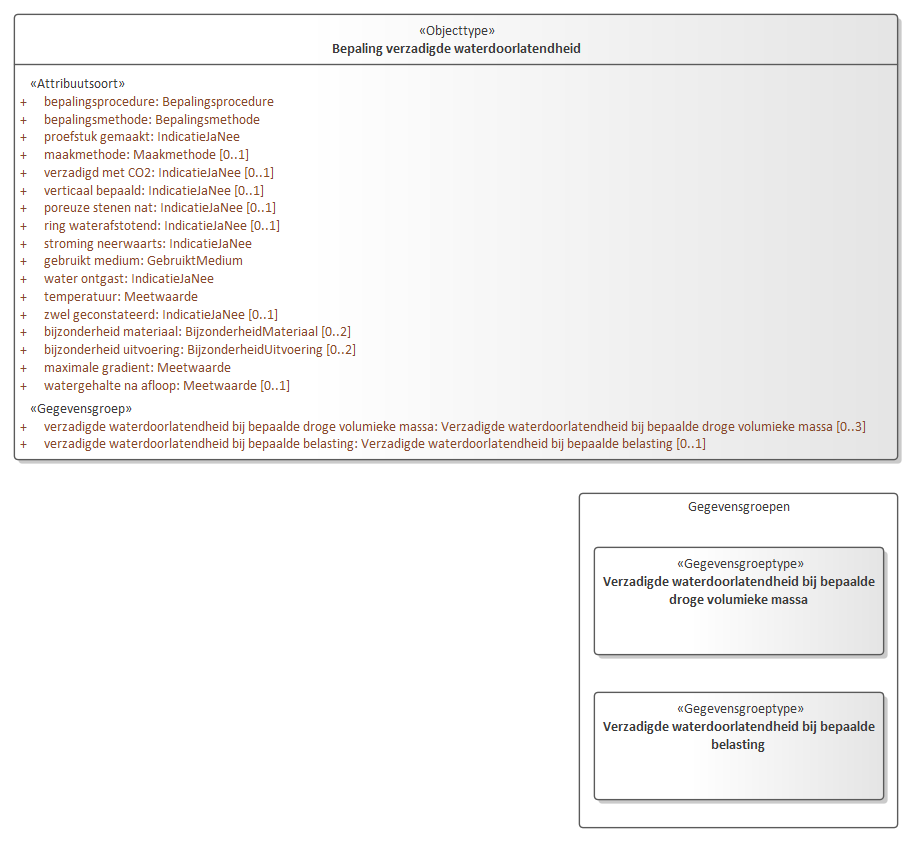 «Objecttype»
Bepaling verzadigde waterdoorlatendheid
«Attribuutsoort»
+ bepalingsprocedure: Bepalingsprocedure
+ bepalingsmethode: Bepalingsmethode
+ proefstuk gemaakt: IndicatieJaNee
+ maakmethode: Maakmethode [0..1]
+ verzadigd met CO2: IndicatieJaNee [0..1]
+ verticaal bepaald: IndicatieJaNee [0..1]
+ poreuze stenen nat: IndicatieJaNee [0..1]
+ ring waterafstotend: IndicatieJaNee [0..1]
+ stroming neerwaarts: IndicatieJaNee
+ gebruikt medium: GebruiktMedium
+ water ontgast: IndicatieJaNee
+ temperatuur: Meetwaarde
+ zwel geconstateerd: IndicatieJaNee [0..1]
+ bijzonderheid materiaal: BijzonderheidMateriaal [0..2]
+ bijzonderheid uitvoering: BijzonderheidUitvoering [0..2]
+ maximale gradient: Meetwaarde
+ watergehalte na afloop: Meetwaarde [0..1]
«Gegevensgroep»
+ verzadigde waterdoorlatendheid bij bepaalde droge volumieke massa: Verzadigde waterdoorlatendheid bij bepaalde droge volumieke massa [0..3]
+ verzadigde waterdoorlatendheid bij bepaalde belasting: Verzadigde waterdoorlatendheid bij bepaalde belasting [0..1]
Gegevensgroepen
«Gegevensgroeptype»
Verzadigde waterdoorlatendheid bij bepaalde
droge volumieke massa
«Gegevensgroeptype»
Verzadigde waterdoorlatendheid bij bepaalde
belasting